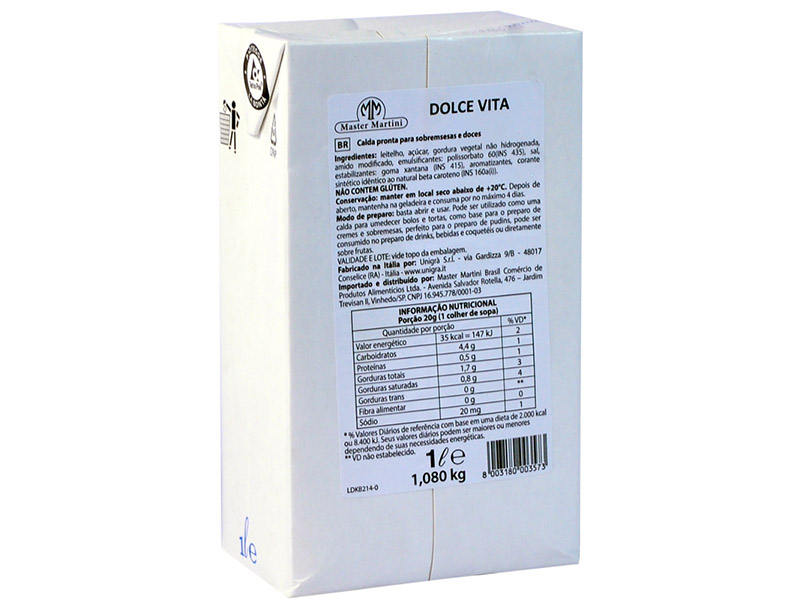 DOLCE VITA
Master Martini
BR Calda pronta para sobremsesas e doces
Ingredientes: leitelho, açúcar, gordura vegetal não hidrogenada,
amido modificado, emulsificantes: polissorbato 60(INS 435), sal,
estabilizantes: goma xantana (INS 415), aromatizantes, corante
sintético idêntico ao natural beta caroteno (INS 160a(i)).
NÃO CONTEM GLÚTEN.
Conservação: manter em local seco abaixo de +20°C. Depois de
aberto, mantenha na geladeira e consuma por no máximo 4 dias.
Modo de preparo: basta abrir e usar. Pode ser utilizado como uma
calda para umedecer bolos e tortas, como base para o preparo de
cremes e sobremesas, perfeito para o preparo de pudins, pode ser
consumido no preparo de drinks, bebidas e coquetéis ou diretamente
sobre frutas.
VALIDADE E LOTE: vide topo da embalagem.
Fabricado na Itália por: Unigrà S.r.l. - via Gardizza 9/B - 48017
Conselice (RA) - Itália - www.unigra.it
Importado e distribuído por: Master Martini Brasil Comércio de
Produtos Alimentícios Ltda. - Avenida Salvador Rotella, 476 – Jardim
Trevisan II, Vinhedo/SP, CNPJ 16.945.778/0001-03
INFORMAÇÃO NUTRICIONAL
Porção 20g (1 colher de sopa)
Quantidade por porção %VD*
Valor energético 35 kcal = 147 kJ 2
Carboidratos 4,4 g 1
Proteínas 0,5 g 1
Gorduras totais 1,7 g 3
Gorduras saturadas 0,8 g 4
Gorduras trans 0 g **
Fibra alimentar 0 g 0
Sódio 20 mg 1
* % Valores Diários de referência com base em uma dieta de 2.000 kcal
ou 8.400 kJ. Seus valores diários podem ser maiores ou menores
dependendo de suas necessidades energéticas.
** VD não estabelecido.
1 ℓ e
1,080 kg
8 003180 003573
LDKB214-0
1 ℓ e